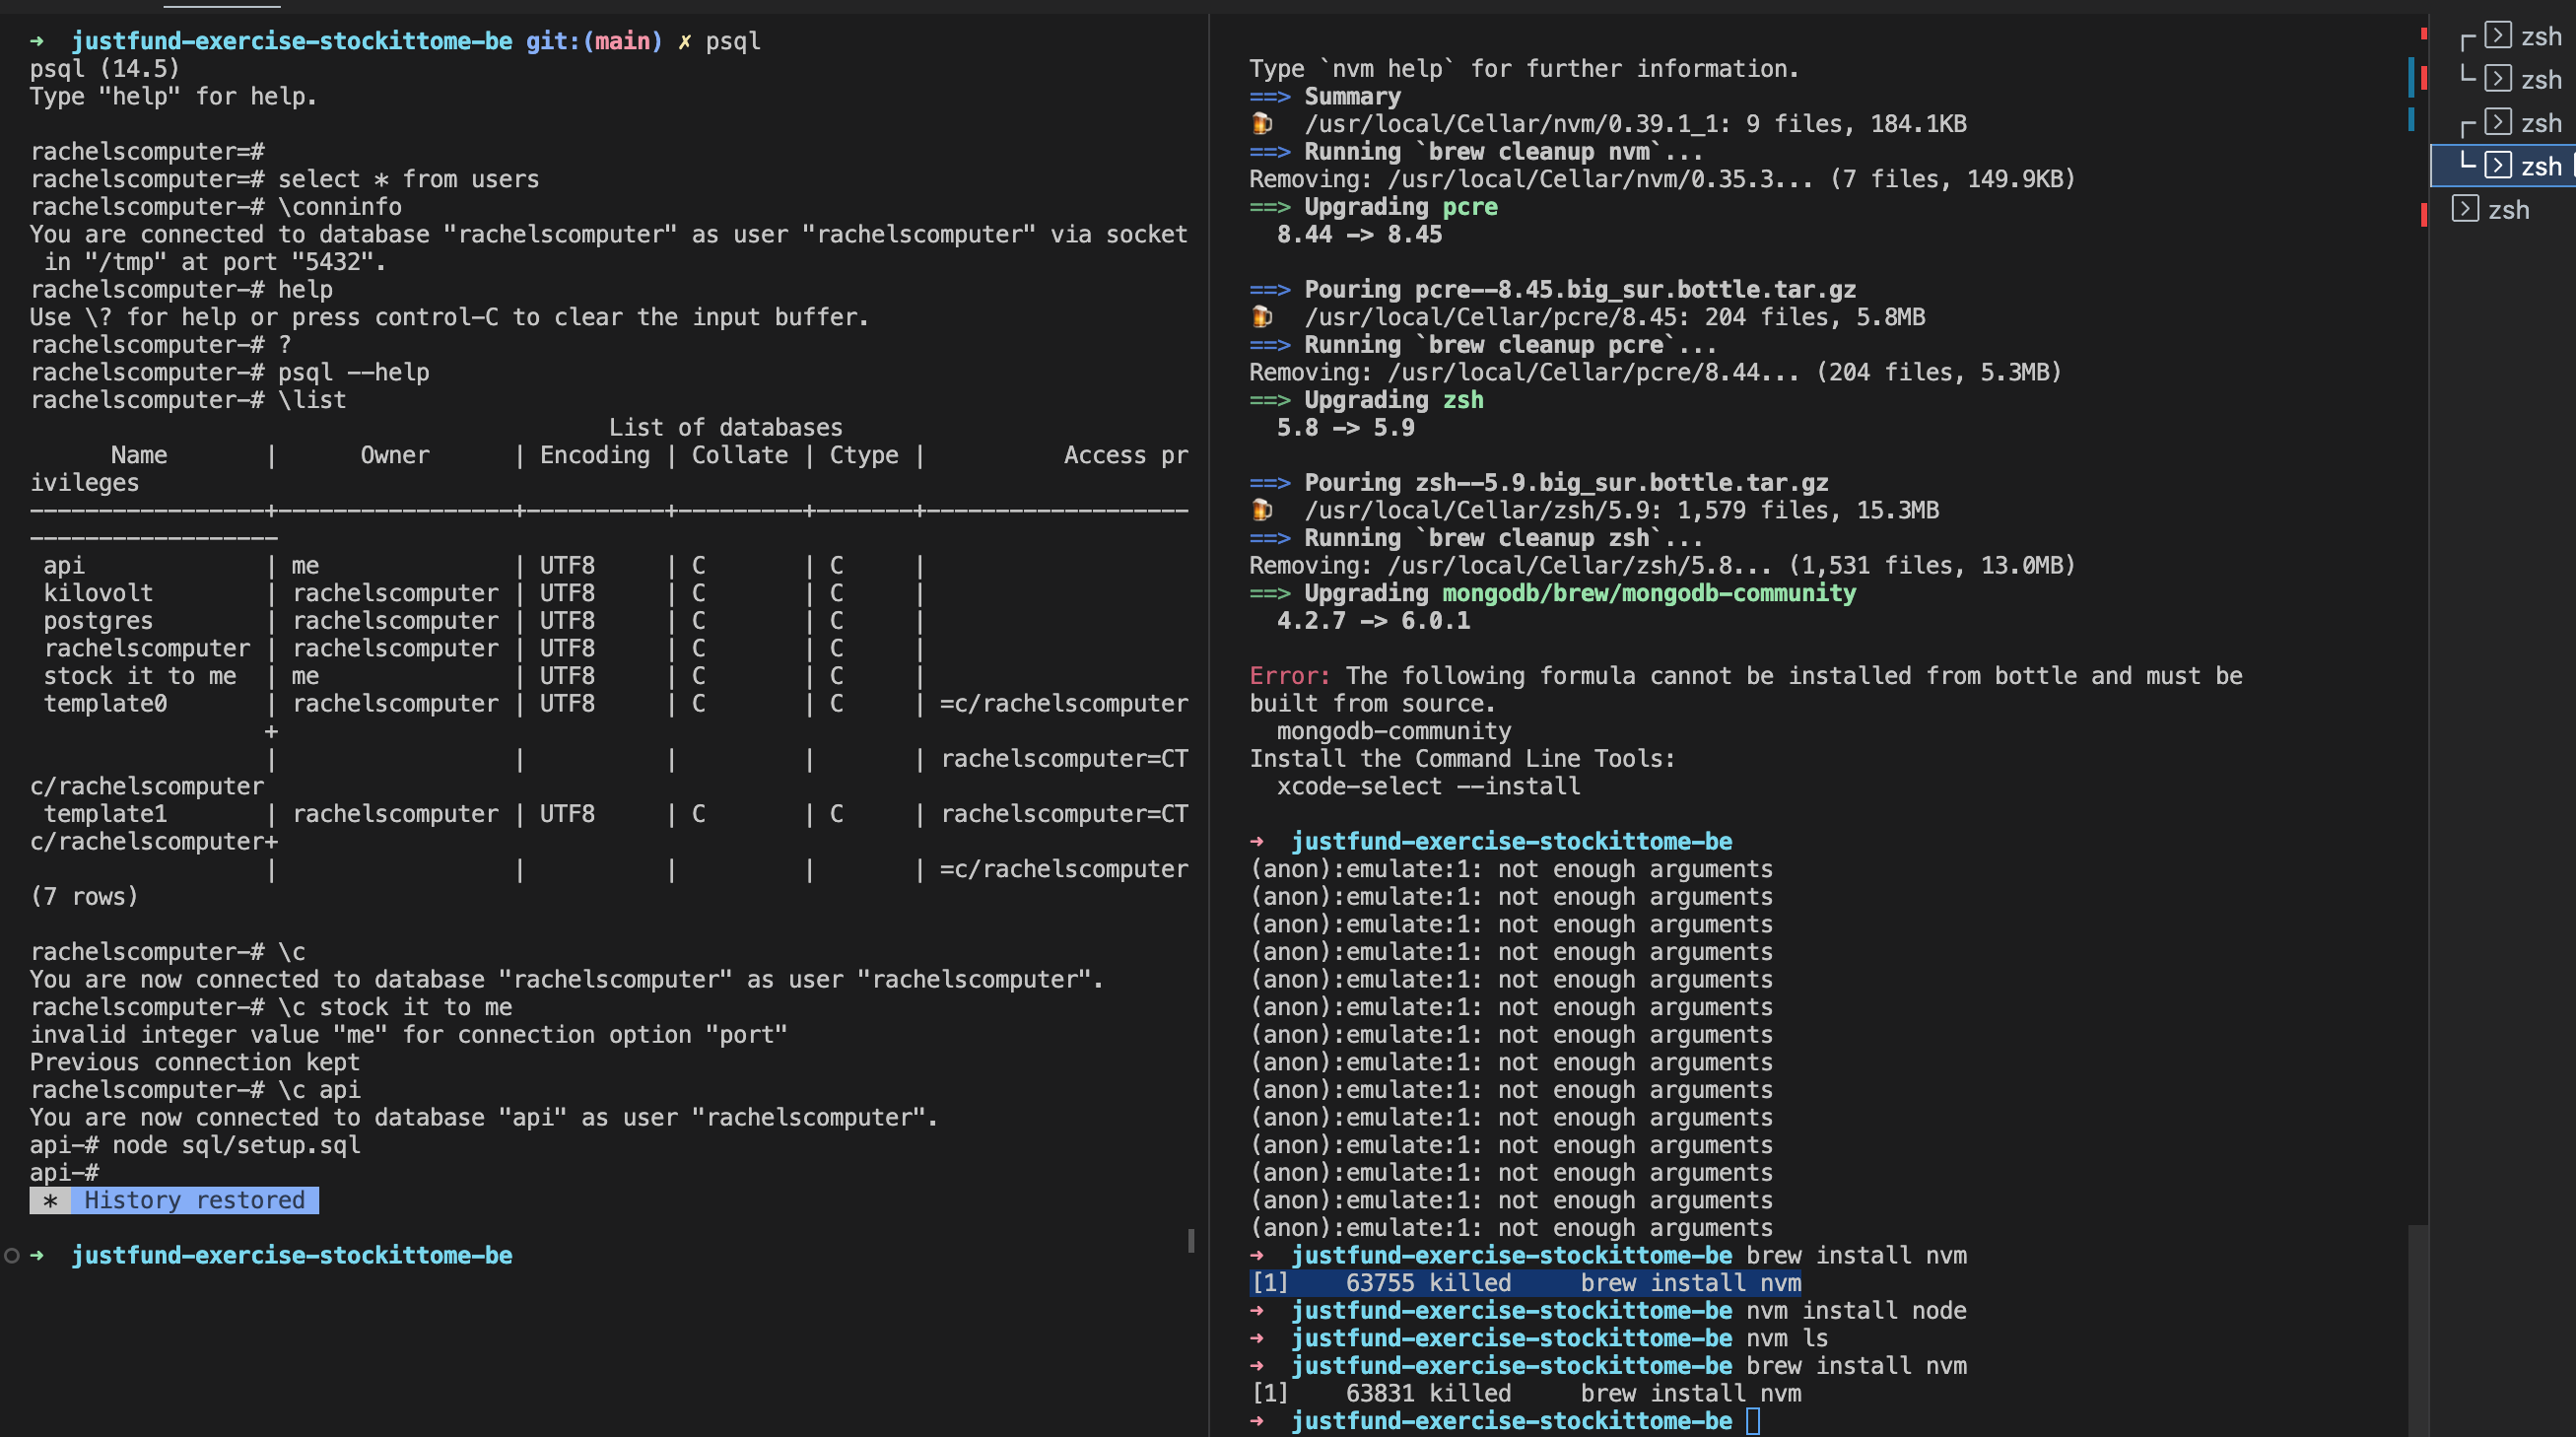 ➜  justfund-exercise-stockittome-be git:(main) ✗ psql
psql (14.5)
Type "help" for help.

rachelscomputer=#
rachelscomputer=# select * from users
rachelscomputer-# \conninfo
You are connected to database "rachelscomputer" as user "rachelscomputer" via socket
 in "/tmp" at port "5432".
rachelscomputer-# help
Use \? for help or press control-C to clear the input buffer.
rachelscomputer-# ?
rachelscomputer-# psql --help
rachelscomputer-# \list
                                          List of databases
      Name       |      Owner      | Encoding | Collate | Ctype |          Access pr
ivileges
-----------------+-----------------+----------+---------+-------+-------------------
------------------
 api             | me              | UTF8     | C       | C     |
 kilovolt        | rachelscomputer | UTF8     | C       | C     |
 postgres        | rachelscomputer | UTF8     | C       | C     |
 rachelscomputer | rachelscomputer | UTF8     | C       | C     |
 stock it to me  | me              | UTF8     | C       | C     |
 template0       | rachelscomputer | UTF8     | C       | C     | =c/rachelscomputer
                 +
                 |                 |          |         |       | rachelscomputer=CT
c/rachelscomputer
 template1       | rachelscomputer | UTF8     | C       | C     | rachelscomputer=CT
c/rachelscomputer+
                 |                 |          |         |       | =c/rachelscomputer
(7 rows)

rachelscomputer-# \c
You are now connected to database "rachelscomputer" as user "rachelscomputer".
rachelscomputer-# \c stock it to me
invalid integer value "me" for connection option "port"
Previous connection kept
rachelscomputer-# \c api
You are now connected to database "api" as user "rachelscomputer".
api-# node sql/setup.sql
api-#
 *  History restored

➜  justfund-exercise-stockittome-be

Type `nvm help` for further information.
==> Summary
🍺  /usr/local/Cellar/nvm/0.39.1_1: 9 files, 184.1KB
==> Running `brew cleanup nvm`...
Removing: /usr/local/Cellar/nvm/0.35.3... (7 files, 149.9KB)
==> Upgrading pcre
  8.44 -> 8.45

==> Pouring pcre--8.45.big_sur.bottle.tar.gz
🍺  /usr/local/Cellar/pcre/8.45: 204 files, 5.8MB
==> Running `brew cleanup pcre`...
Removing: /usr/local/Cellar/pcre/8.44... (204 files, 5.3MB)
==> Upgrading zsh
  5.8 -> 5.9

==> Pouring zsh--5.9.big_sur.bottle.tar.gz
🍺  /usr/local/Cellar/zsh/5.9: 1,579 files, 15.3MB
==> Running `brew cleanup zsh`...
Removing: /usr/local/Cellar/zsh/5.8... (1,531 files, 13.0MB)
==> Upgrading mongodb/brew/mongodb-community
  4.2.7 -> 6.0.1

Error: The following formula cannot be installed from bottle and must be
built from source.
  mongodb-community
Install the Command Line Tools:
  xcode-select --install

➜  justfund-exercise-stockittome-be
(anon):emulate:1: not enough arguments
(anon):emulate:1: not enough arguments
(anon):emulate:1: not enough arguments
(anon):emulate:1: not enough arguments
(anon):emulate:1: not enough arguments
(anon):emulate:1: not enough arguments
(anon):emulate:1: not enough arguments
(anon):emulate:1: not enough arguments
(anon):emulate:1: not enough arguments
(anon):emulate:1: not enough arguments
(anon):emulate:1: not enough arguments
(anon):emulate:1: not enough arguments
(anon):emulate:1: not enough arguments
(anon):emulate:1: not enough arguments
➜  justfund-exercise-stockittome-be brew install nvm
[1]    63755 killed     brew install nvm
➜  justfund-exercise-stockittome-be nvm install node
➜  justfund-exercise-stockittome-be nvm ls
➜  justfund-exercise-stockittome-be brew install nvm
[1]    63831 killed     brew install nvm
➜  justfund-exercise-stockittome-be

zsh
zsh
zsh
zsh
zsh